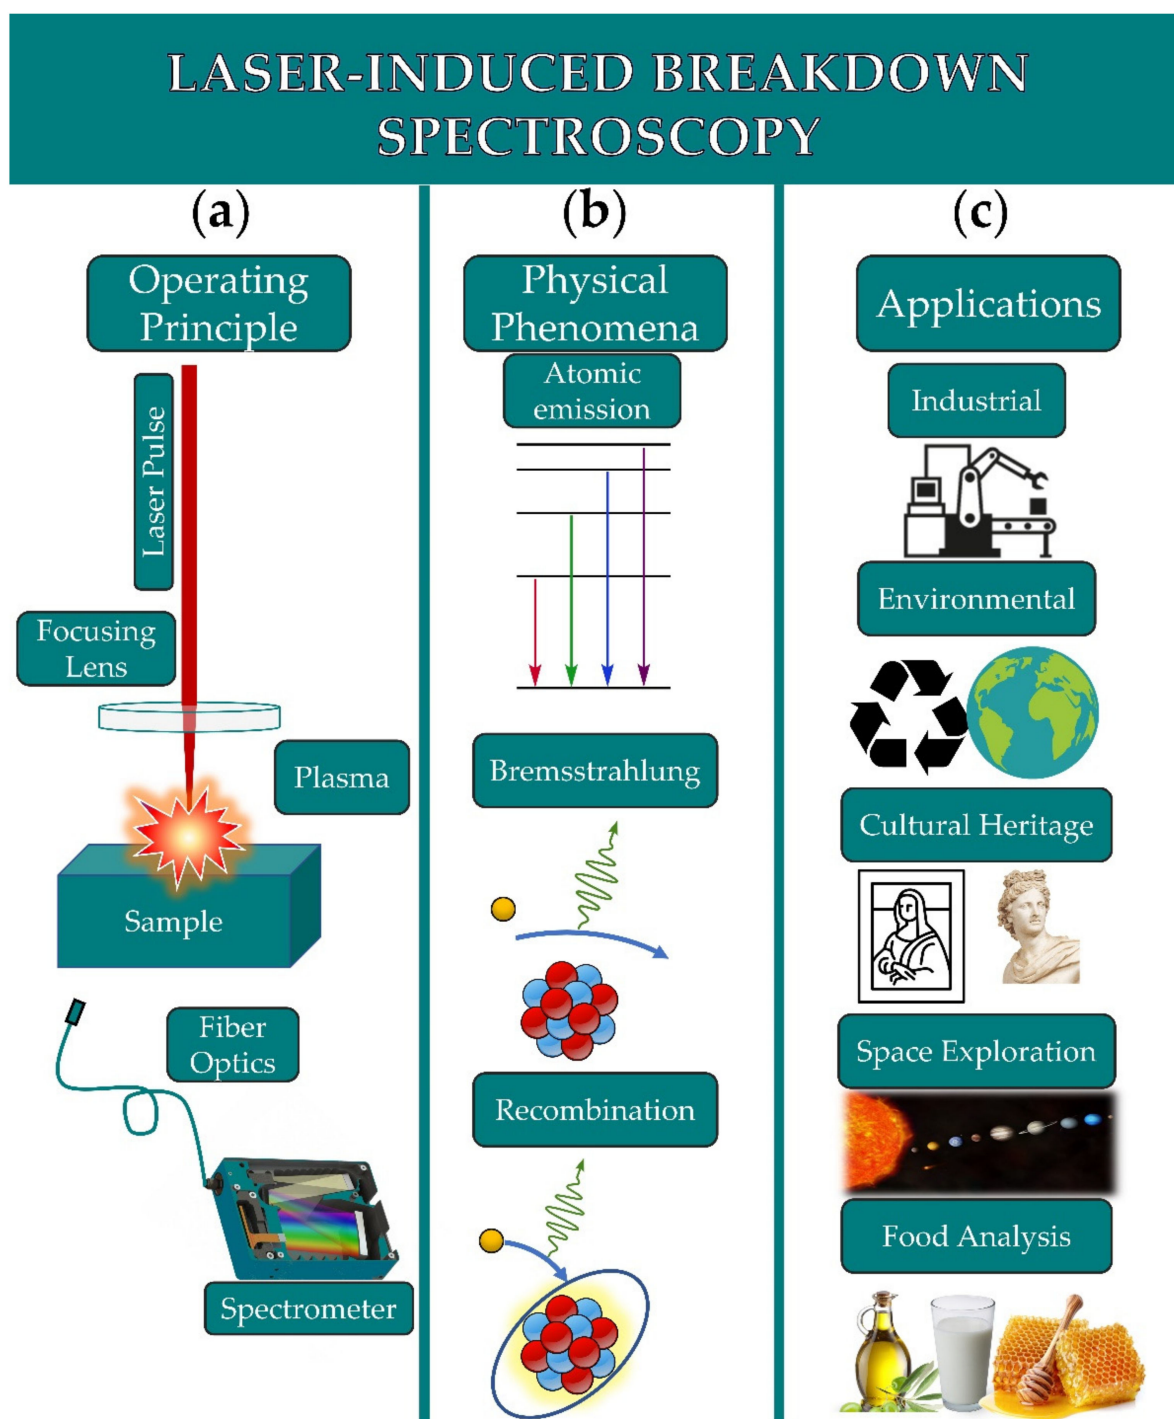 LASER-INDUCED BREAKDOWN
SPECTROSCOPY
(a)
Operating
Principle
Laser Pulse
Focusing
Lens
Plasma
Sample
Fiber
Optics
Spectrometer
(b)
Physical
Phenomena
Atomic
emission
Bremsstrahlung
Recombination
(c)
Applications
Industrial
Environmental
Cultural Heritage
Space Exploration
Food Analysis